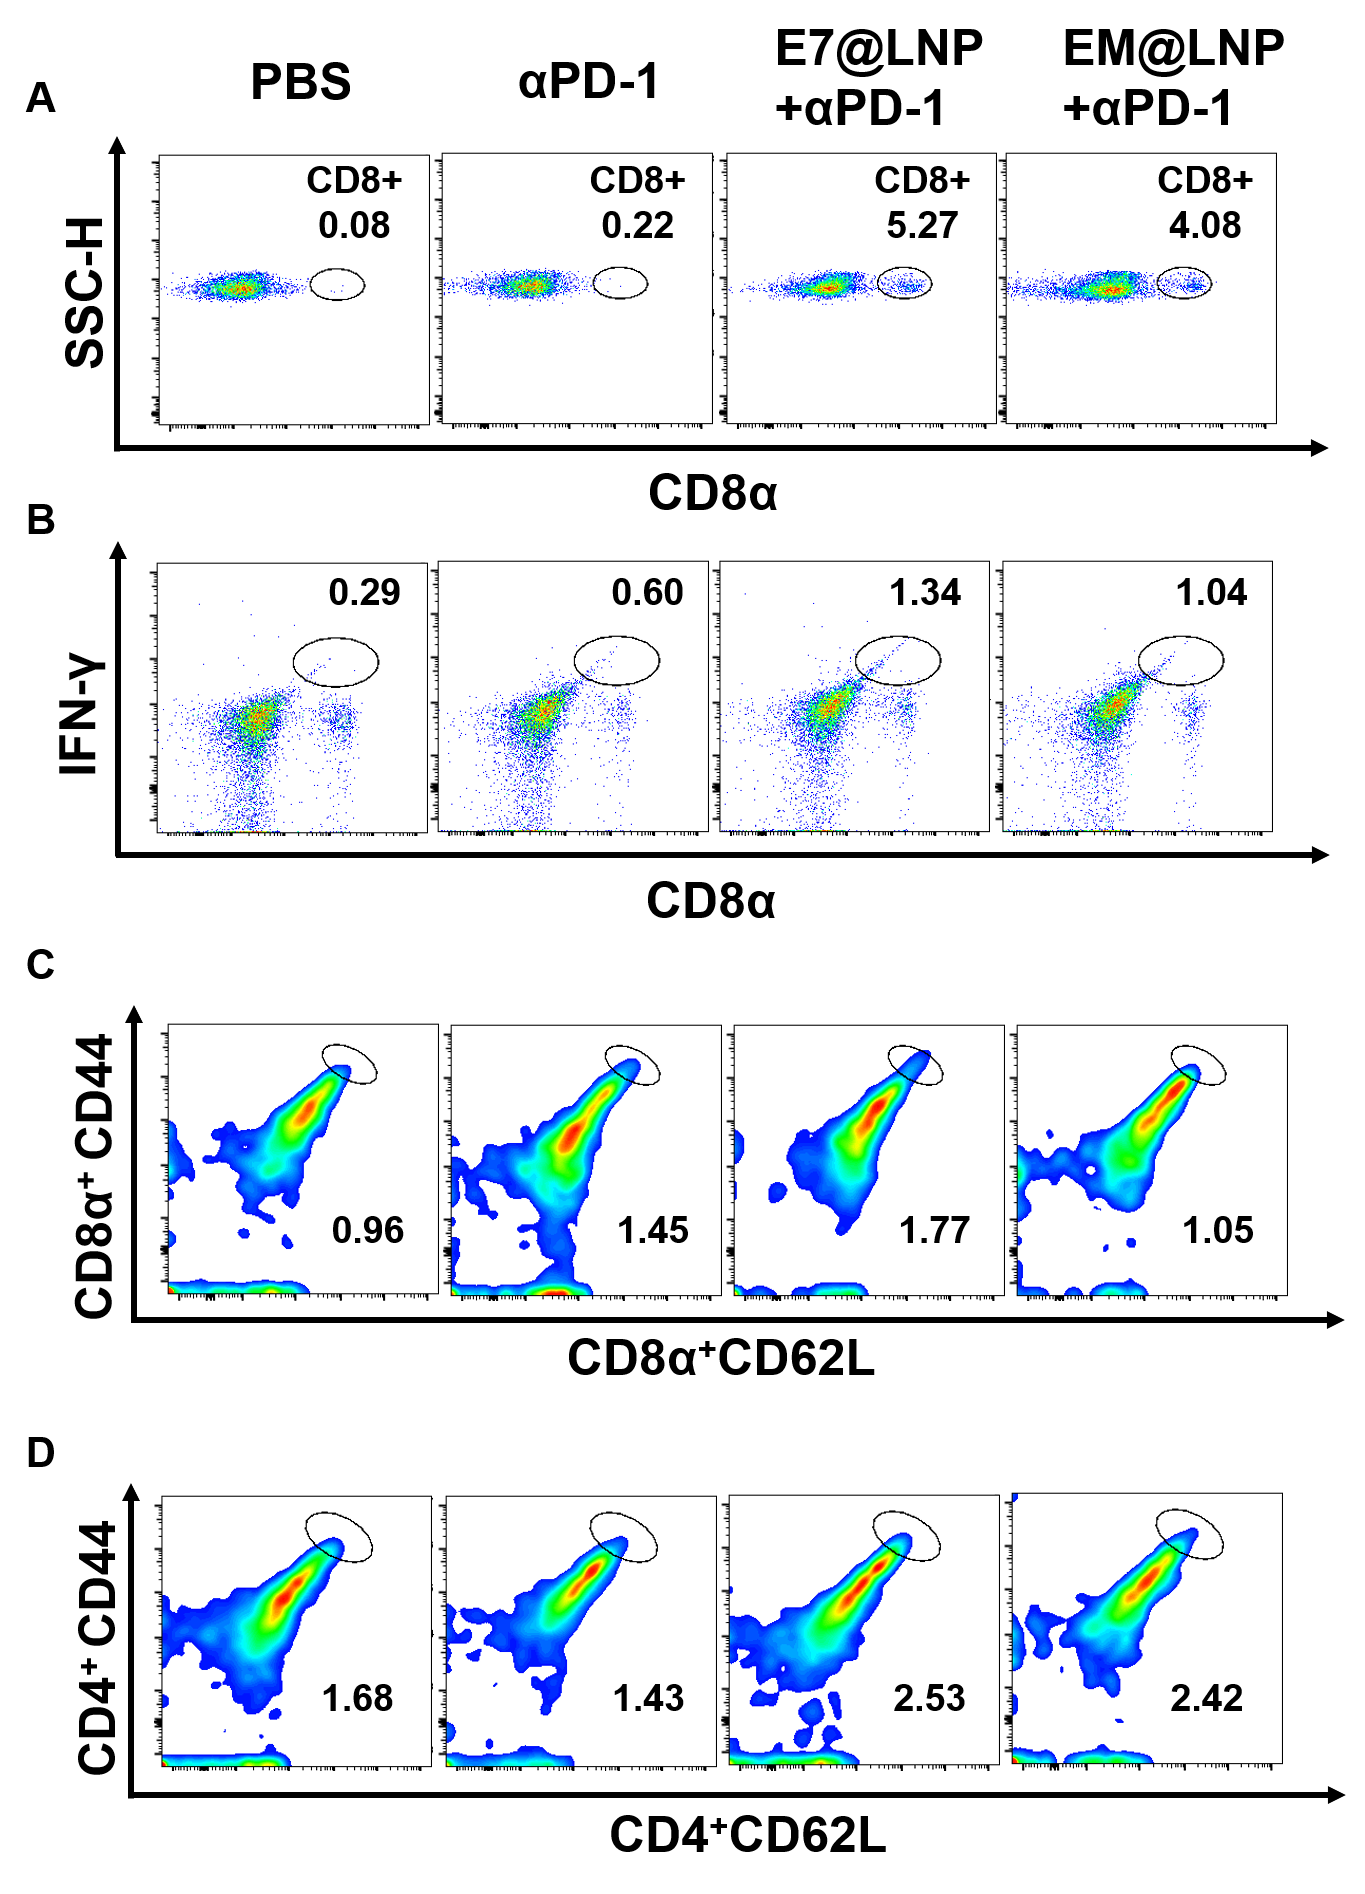 A
PBS
αPD-1
E7@LNP
+αPD-1
EM@LNP
+αPD-1
SSC-H
CD8+
0.08
CD8+
0.22
CD8+
5.27
CD8+
4.08
CD8α
B
IFN-γ
0.29
0.60
1.34
1.04
CD8α
C
CD8α⁺ CD44
0.96
1.45
1.77
1.05
CD8α⁺CD62L
D
CD4⁺ CD44
1.68
1.43
2.53
2.42
CD4⁺CD62L